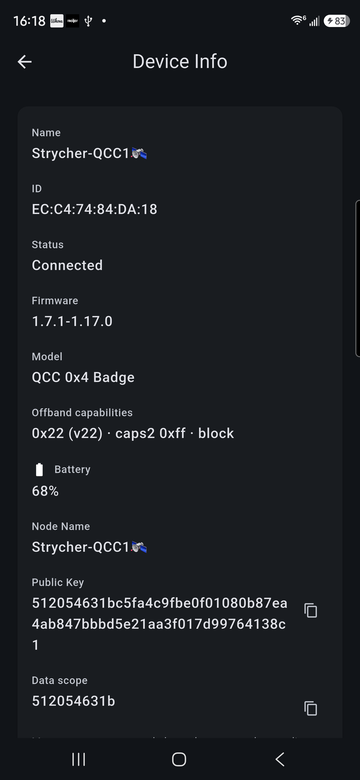 16:18
83
Device Info
Name
Strycher-QCC1🛰️
ID
EC:C4:74:84:DA:18
Status
Connected
Firmware
1.7.1-1.17.0
Model
QCC 0x4 Badge
Offband capabilities
0x22 (v22) · caps2 0xff · block
Battery
68%
Node Name
Strycher-QCC1🛰️
Public Key
512054631bc5fa4c9fbe0f01080b87ea
4ab847bbbd5e21aa3f017d99764138c
1
Data scope
512054631b